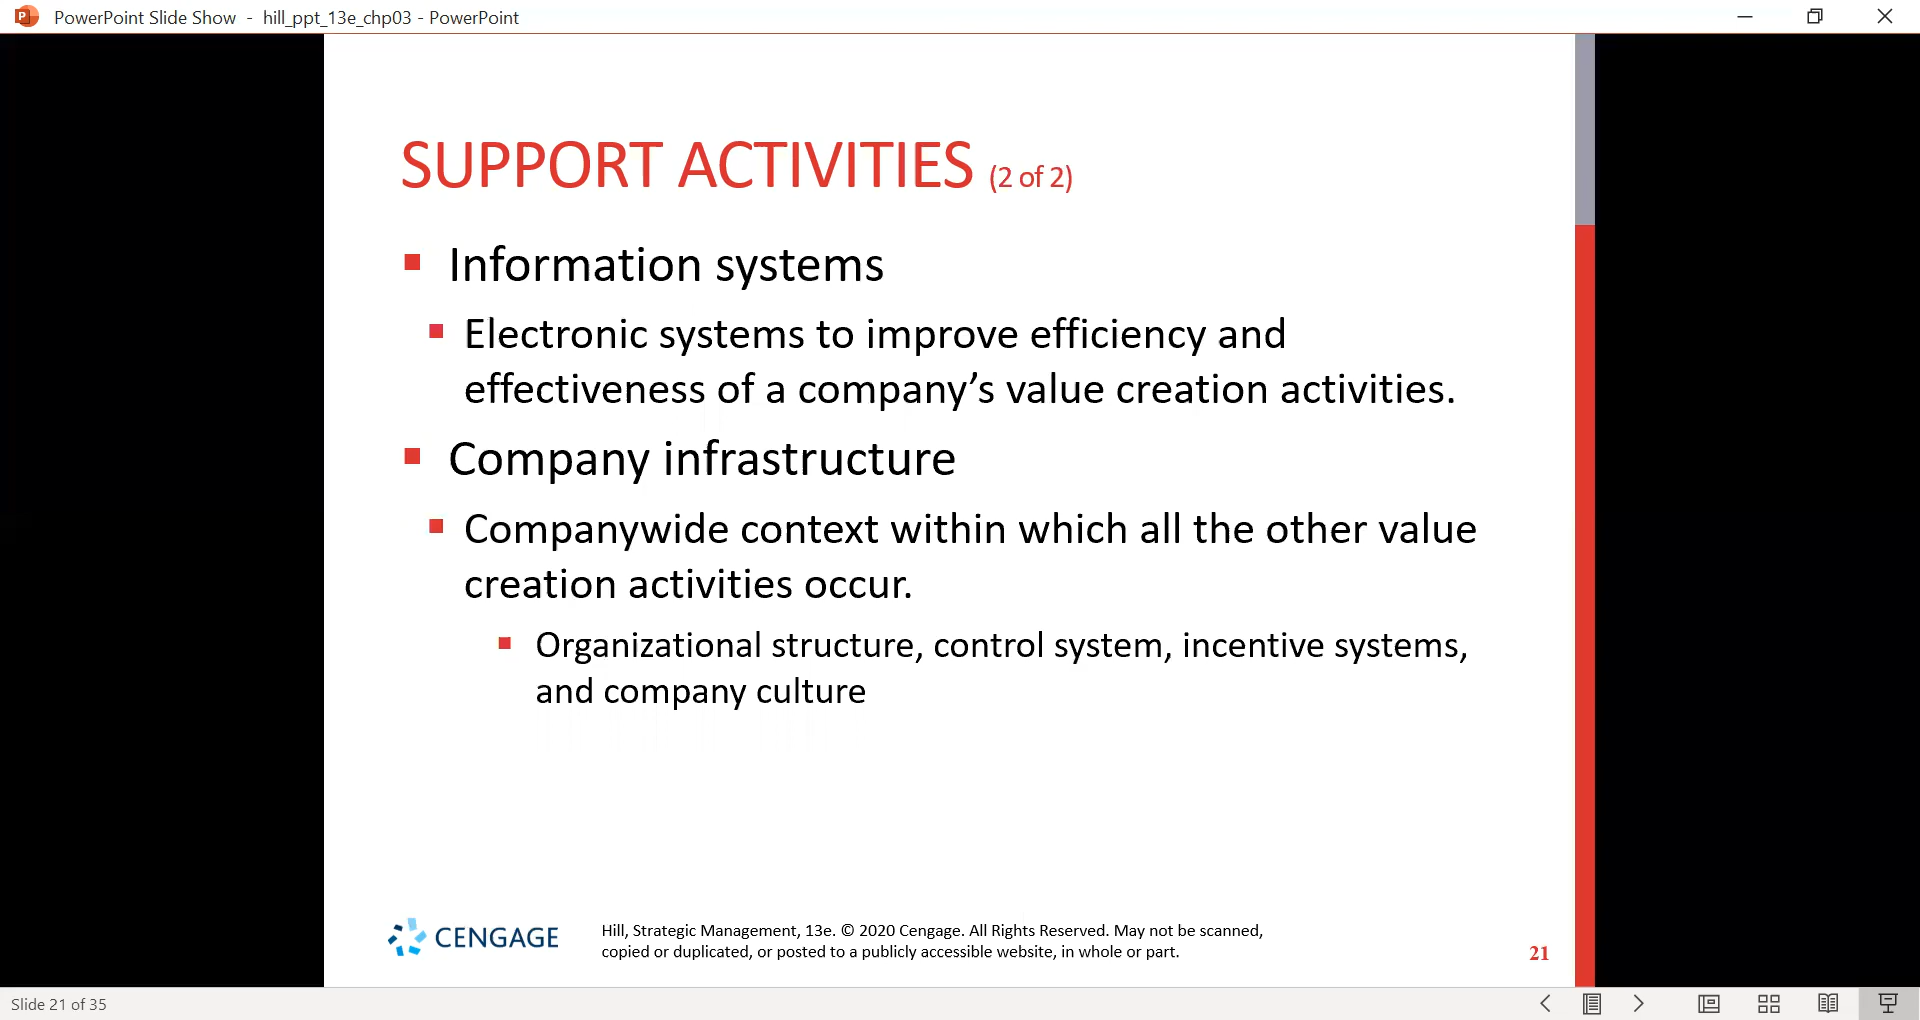 PowerPoint Slide Show - hill_ppt_13e_chp03 - PowerPoint
SUPPORT ACTIVITIES (2 of 2)
Information systems
Electronic systems to improve efficiency and
effectiveness of a company’s value creation activities.
Company infrastructure
Companywide context within which all the other value
creation activities occur.
Organizational structure, control system, incentive systems,
and company culture
CENGAGE
Hill, Strategic Management, 13e. © 2020 Cengage. All Rights Reserved. May not be scanned,
copied or duplicated, or posted to a publicly accessible website, in whole or part.
21
Slide 21 of 35